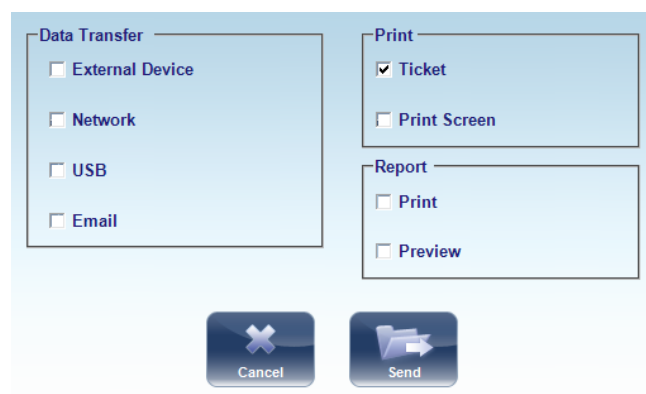 Data Transfer
External Device
Network
USB
Email
Print
Ticket
Print Screen
Report
Print
Preview
Cancel
Send